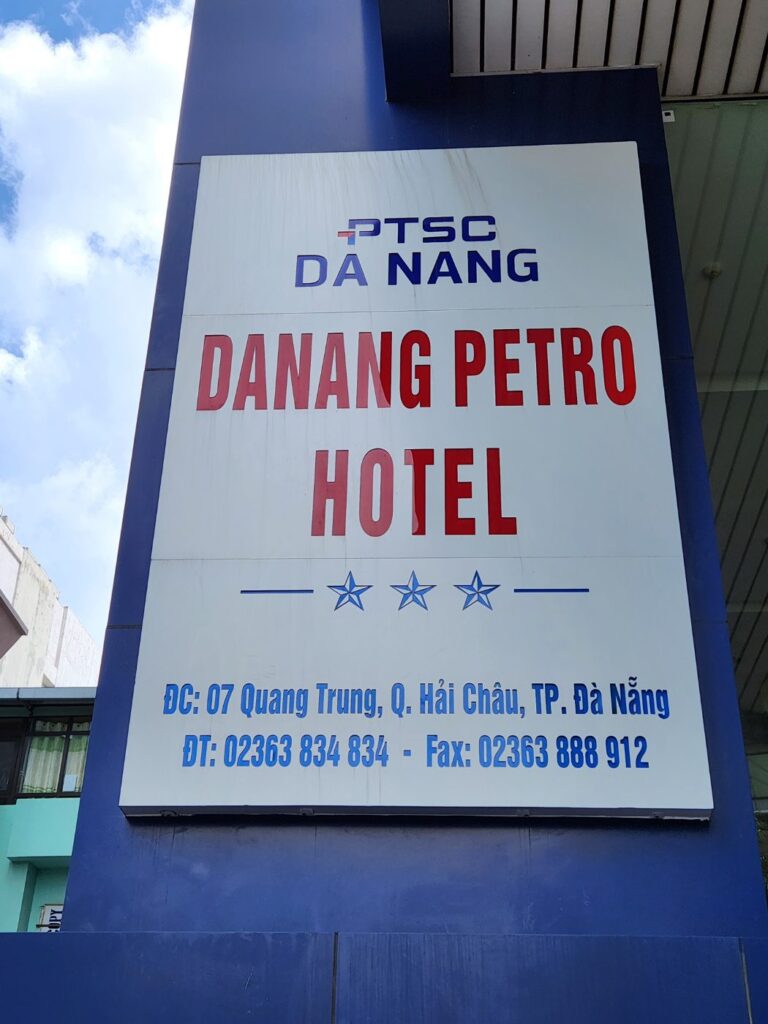 PTSC
DA NANG
DANANG PETRO
HOTEL
ĐC: 07 Quang Trung, Q. Hải Châu, TP. Đà Nẵng
ĐT: 02363 834 834 - Fax: 02363 888 912